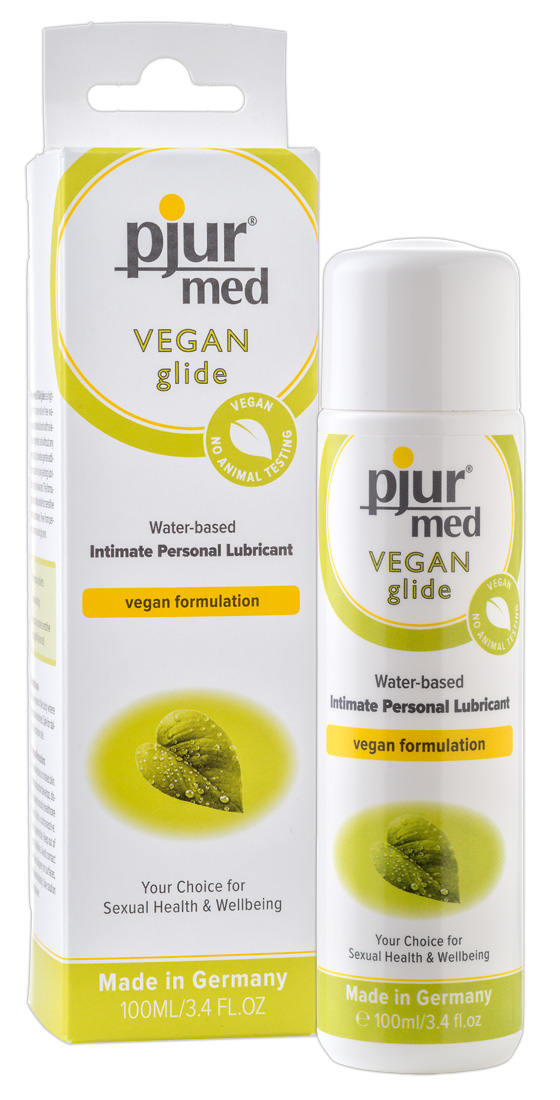 pjur®
med
VEGAN
glide
VEGAN
NO ANIMAL TESTING
Water-based
Intimate Personal Lubricant
vegan formulation
Your Choice for
Sexual Health & Wellbeing
Made in Germany
100ML/3.4 FL.OZ
pjur®
med
VEGAN
glide
VEGAN
NO ANIMAL TESTING
Water-based
Intimate Personal Lubricant
vegan formulation
Your Choice for
Sexual Health & Wellbeing
Made in Germany
℮ 100ml/3.4 fl.oz